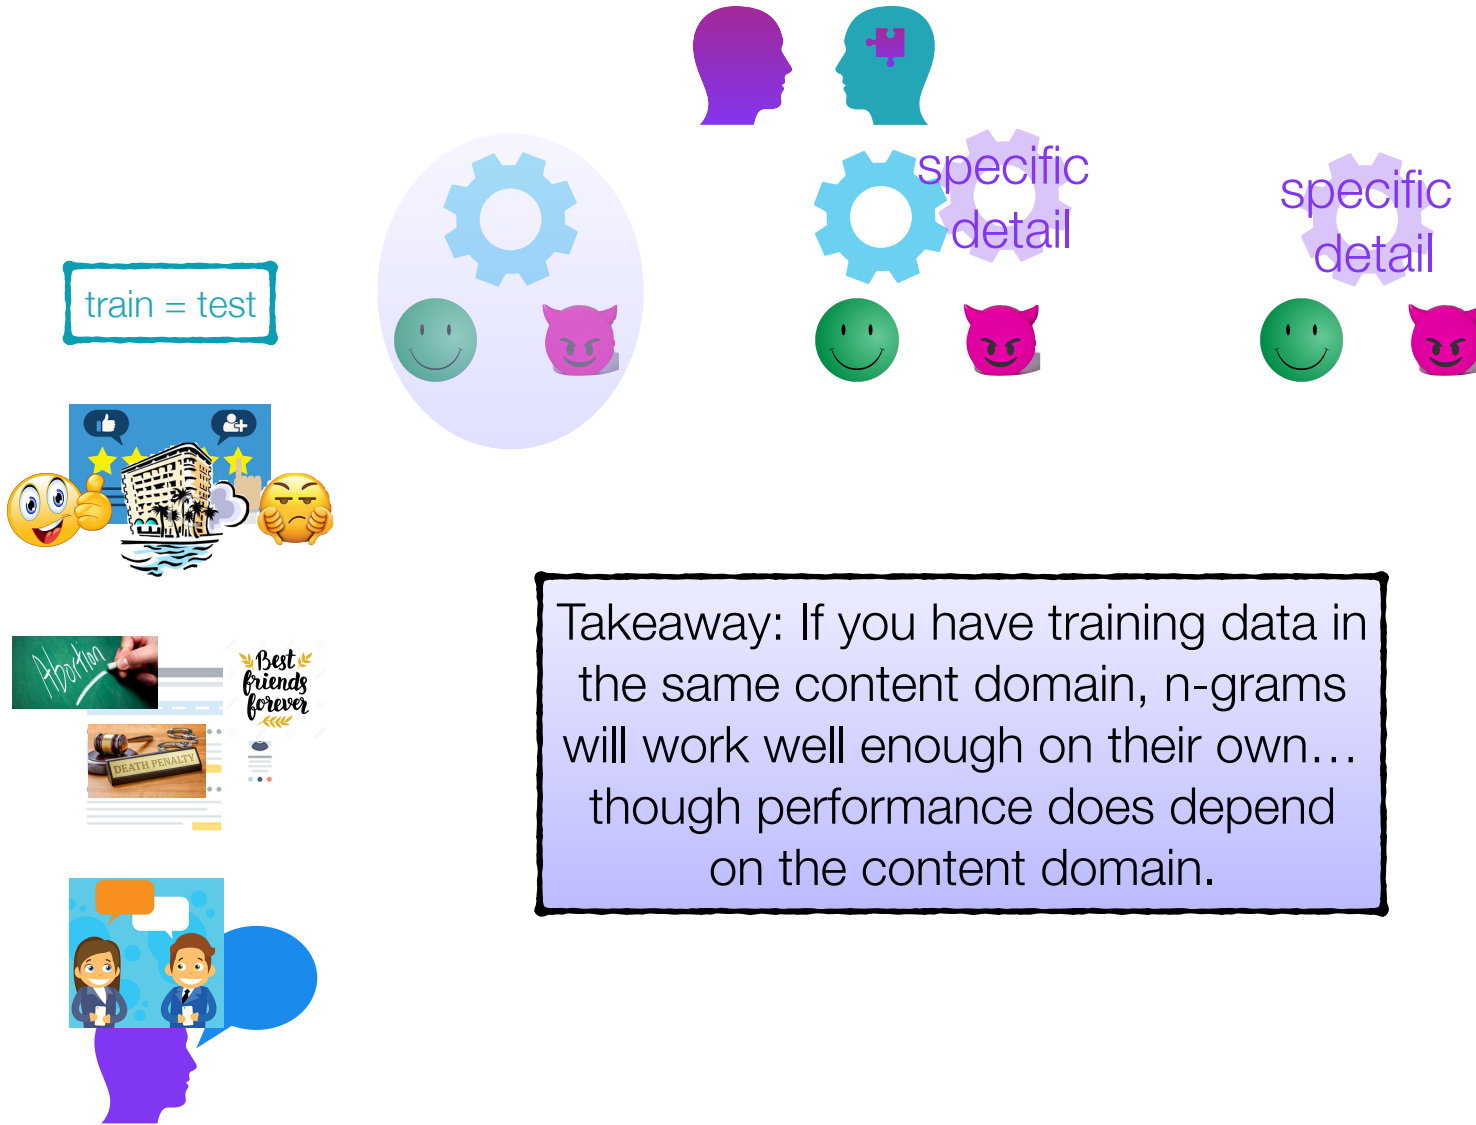 specific
detail
specific
detail
train = test
Abortion
Best
friends
forever
DEATH PENALTY
Takeaway: If you have training data in
the same content domain, n-grams
will work well enough on their own…
though performance does depend
on the content domain.